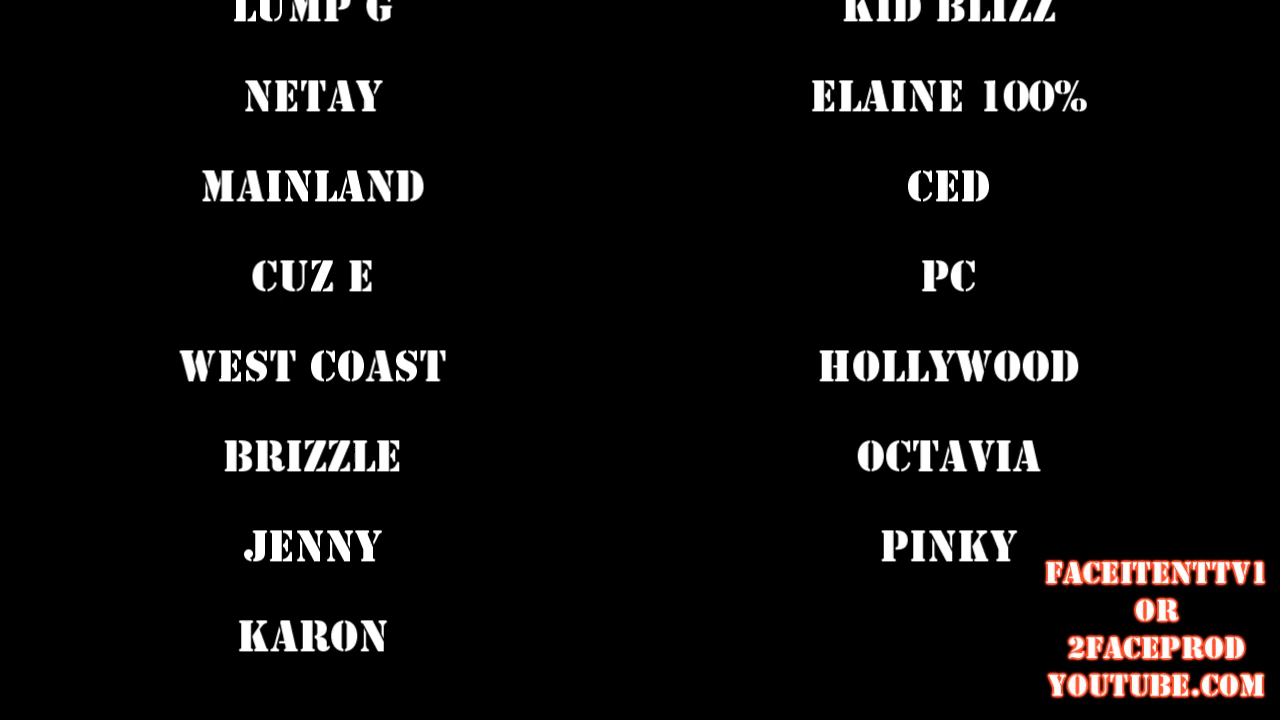 LUMP G
KID BLIZZ
NETAY
ELAINE 100%
MAINLAND
CED
CUZ E
PC
WEST COAST
HOLLYWOOD
BRIZZLE
OCTAVIA
JENNY
PINKY
KARON
FACEITENTTV1
OR
2FACEPROD
YOUTUBE.COM